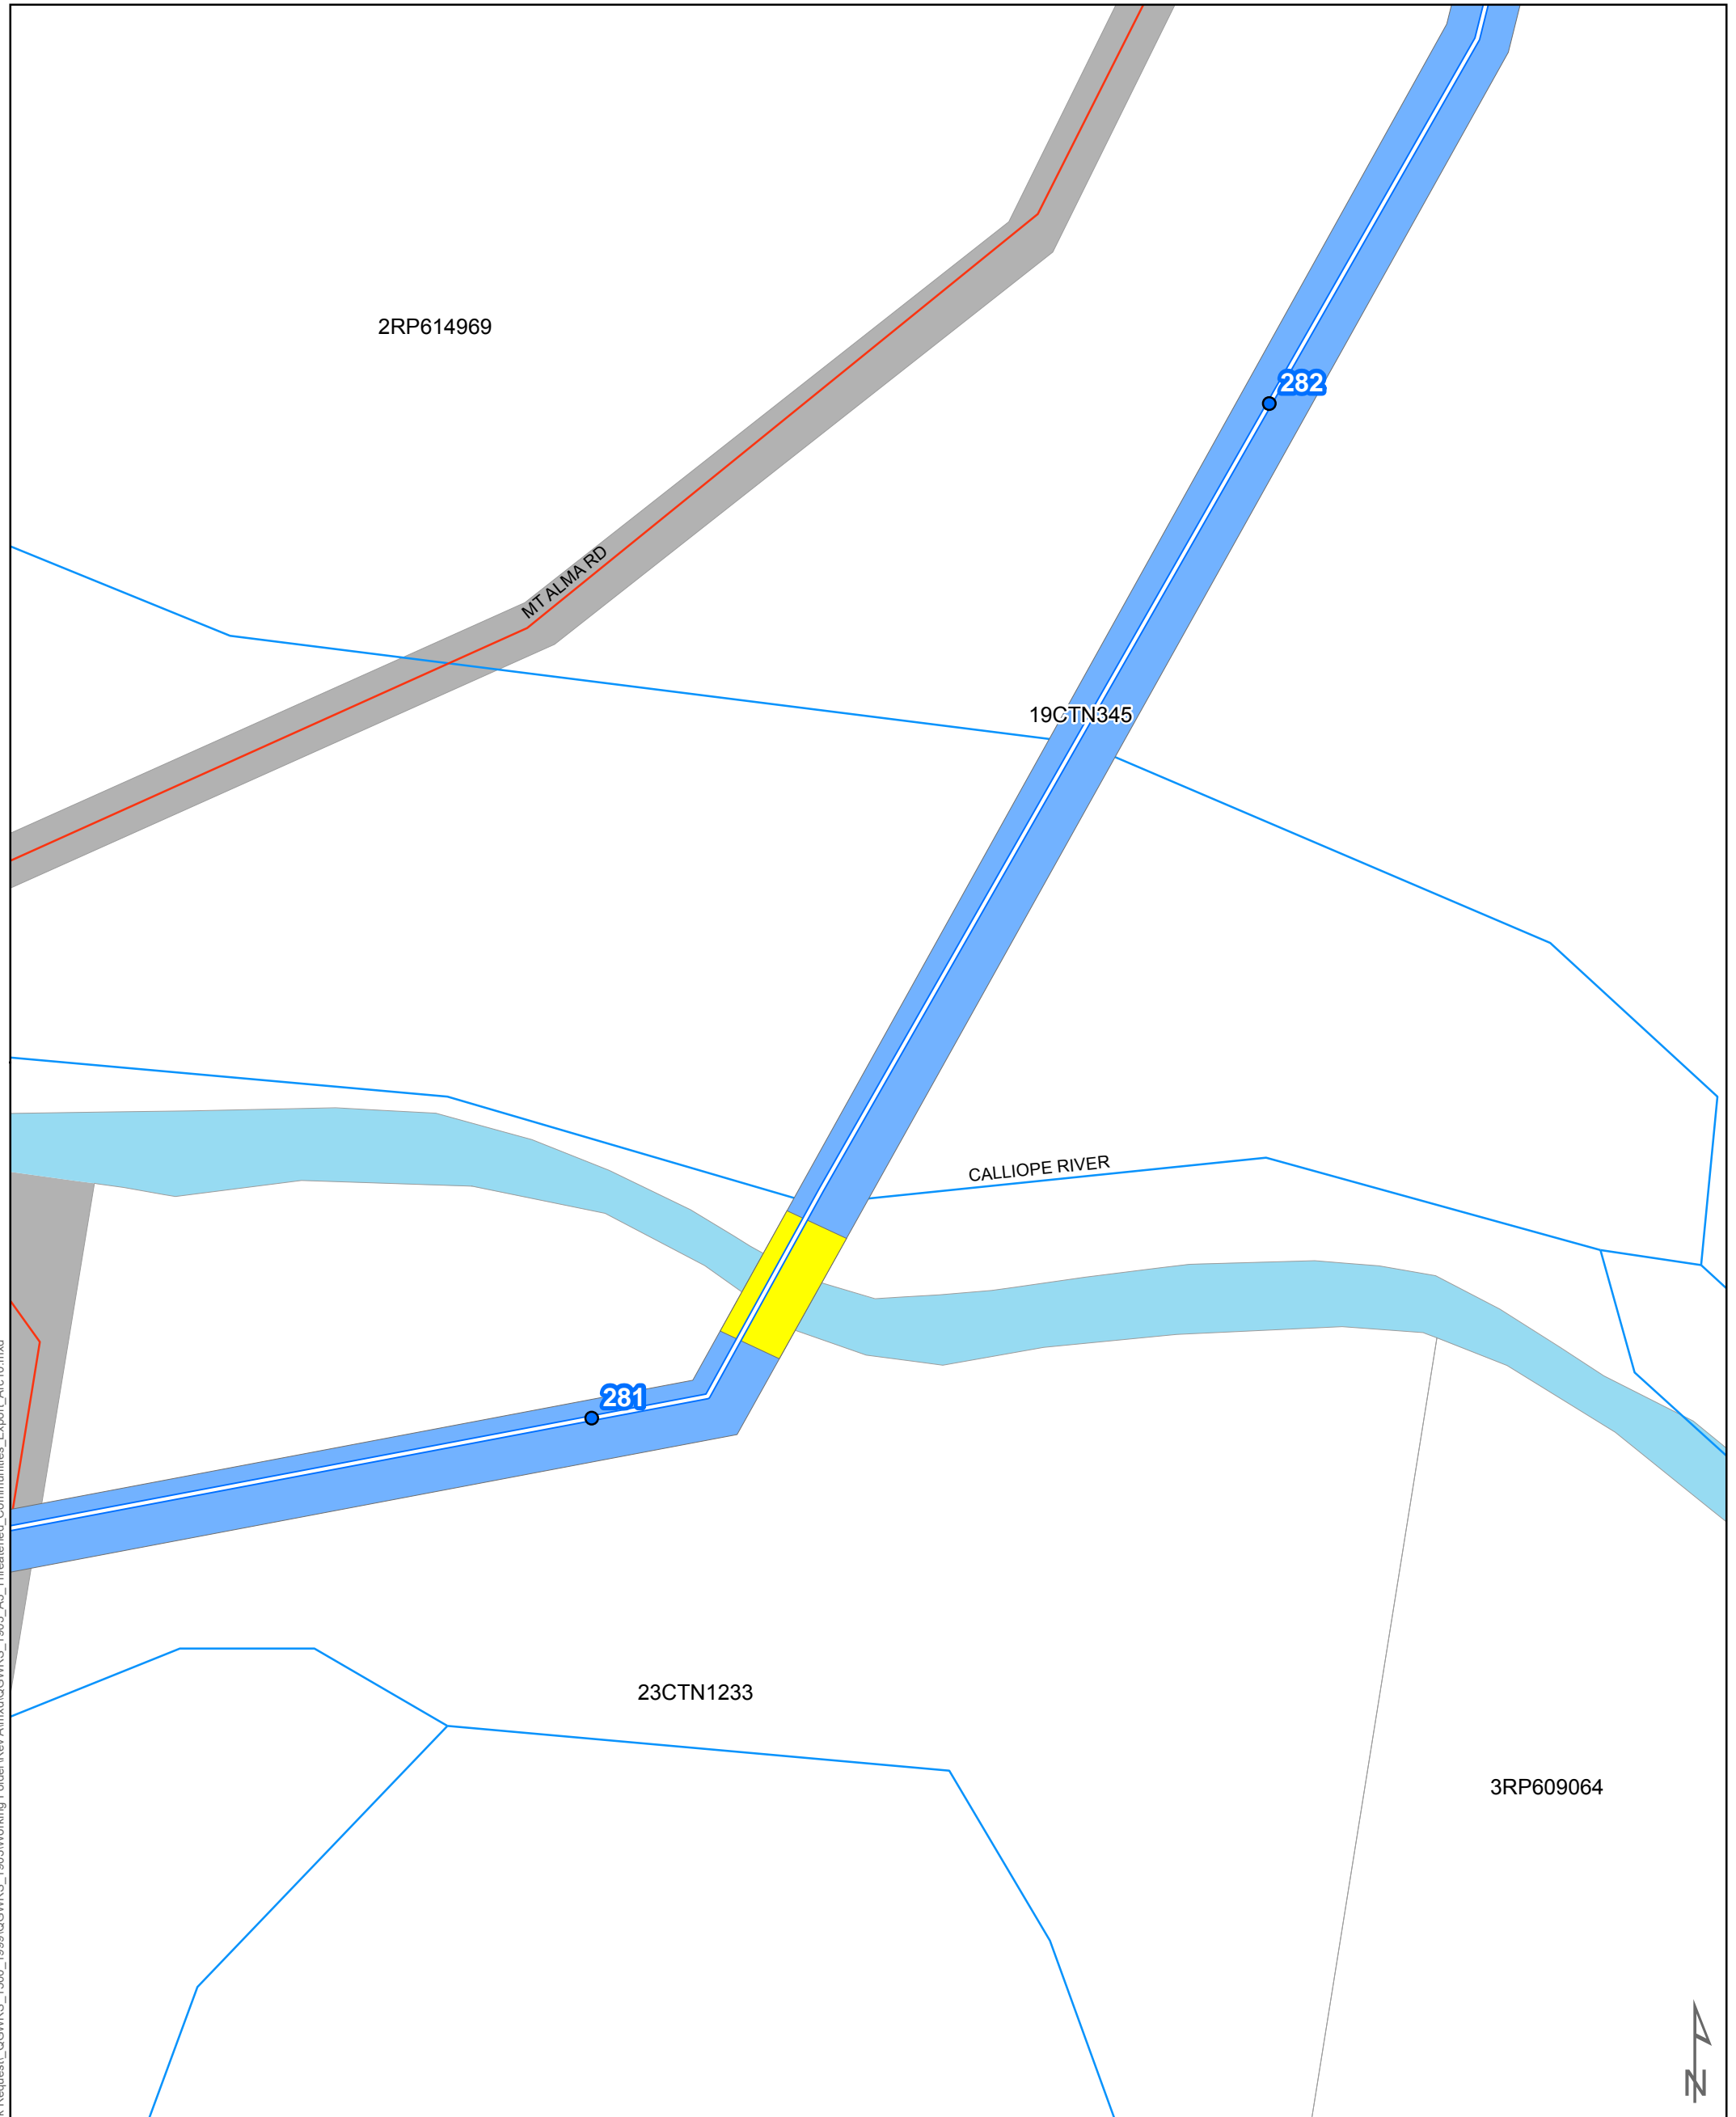 2RP614969
282
MT ALMA RD
19CTN345
CALLIOPE RIVER
281
23CTN1233
3RP609064
N